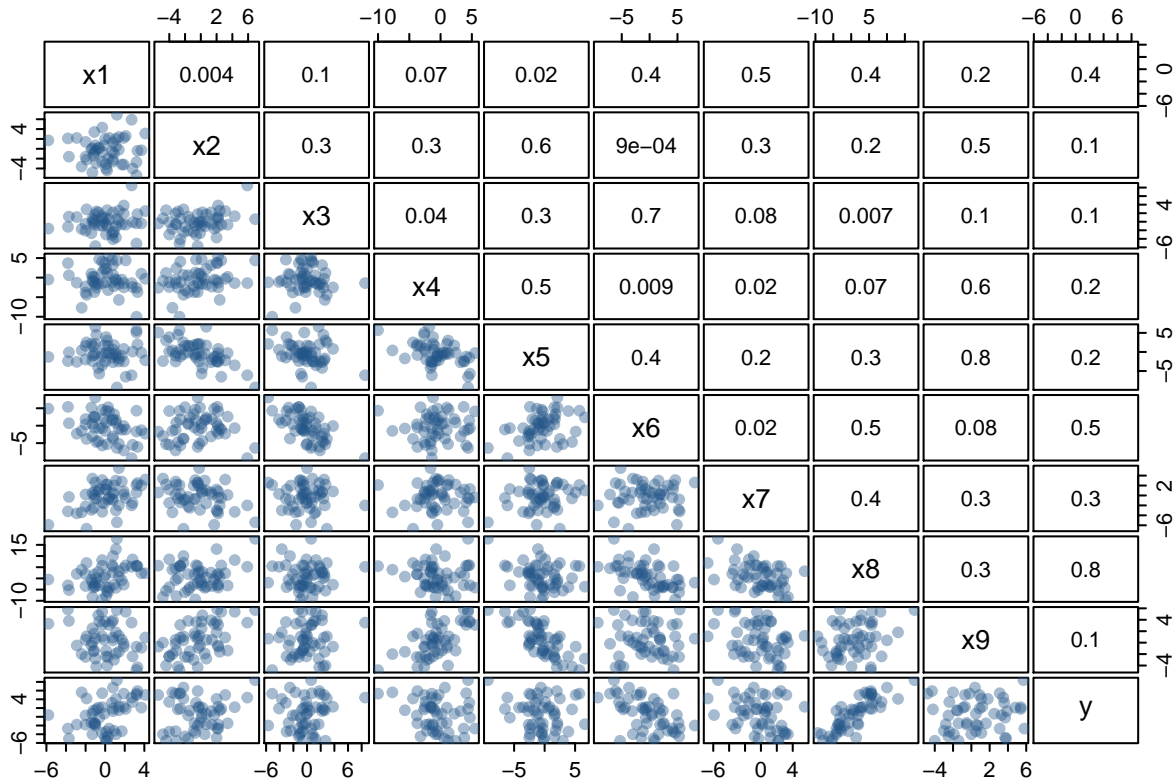 −4 2 6 −10 0 5 −5 5 −10 5 −6 0 6
x1 0.004 0.1 0.07 0.02 0.4 0.5 0.4 0.2 0.4 −6 0
−4 4 x2 0.3 0.3 0.6 9e−04 0.3 0.2 0.5 0.1
x3 0.04 0.3 0.7 0.08 0.007 0.1 0.1 −6 4
−10 5 x4 0.5 0.009 0.02 0.07 0.6 0.2
x5 0.4 0.2 0.3 0.8 0.2 −5 5
−5 x6 0.02 0.5 0.08 0.5
x7 0.4 0.3 0.3 −6 2
−10 15 x8 0.3 0.8
x9 0.1 −4 4
−6 4 y
−6 0 4 −6 0 6 −5 5 −6 0 4 −4 2 6